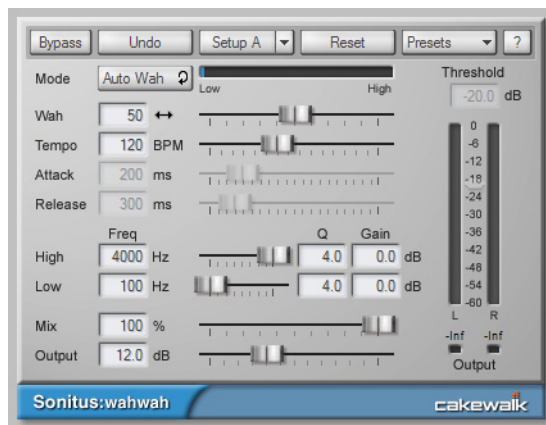 Bypass Undo Setup A Reset Presets ?
Mode Auto Wah Low High Threshold
-20.0 dB
Wah 50
Tempo 120 BPM
Attack 200 ms
Release 300 ms
Freq Q Gain
High 4000 Hz 4.0 0.0 dB
Low 100 Hz 4.0 0.0 dB
Mix 100 %
Output 12.0 dB
0
-6
-12
-18
-24
-30
-36
-42
-48
-54
-60
L R
-Inf -Inf
Output
Sonitus:wahwah cakewalk